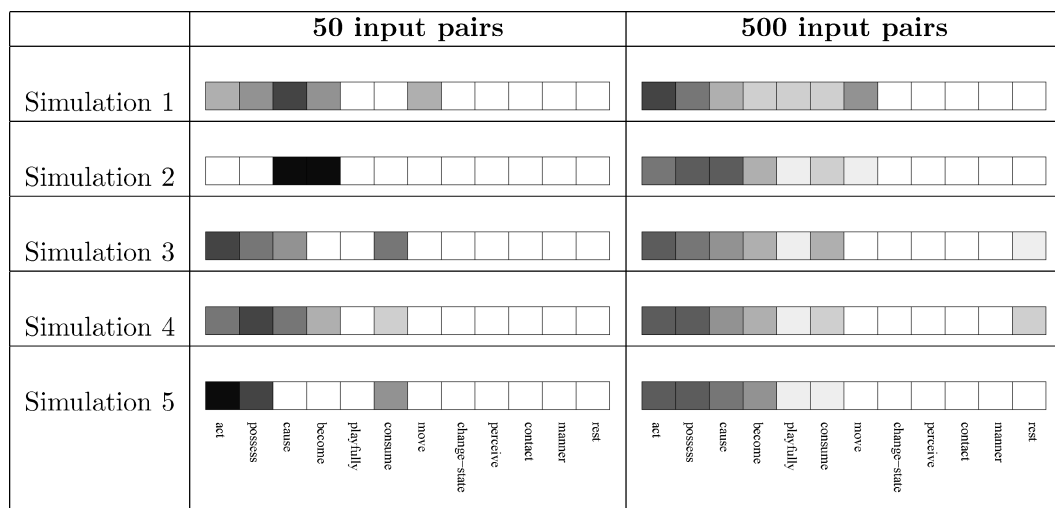 50 input pairs
500 input pairs
Simulation 1
Simulation 2
Simulation 3
Simulation 4
Simulation 5
act
possess
cause
become
playfully
consume
move
change-state
perceive
contact
manner
rest
act
possess
cause
become
playfully
consume
move
change-state
perceive
contact
manner
rest